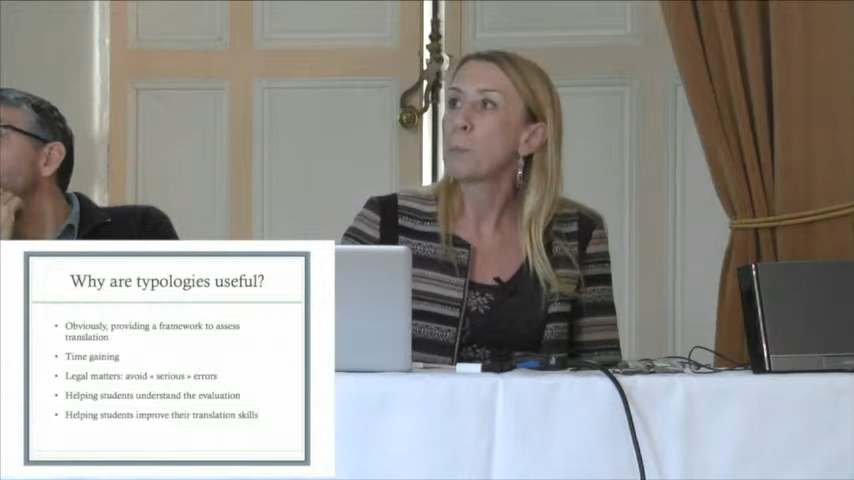 Why are typologies useful?
• Obviously, providing a framework to assess
translation
• Time gaining
• Legal matters: avoid « serious » errors
• Helping students understand the evaluation
• Helping students improve their translation skills